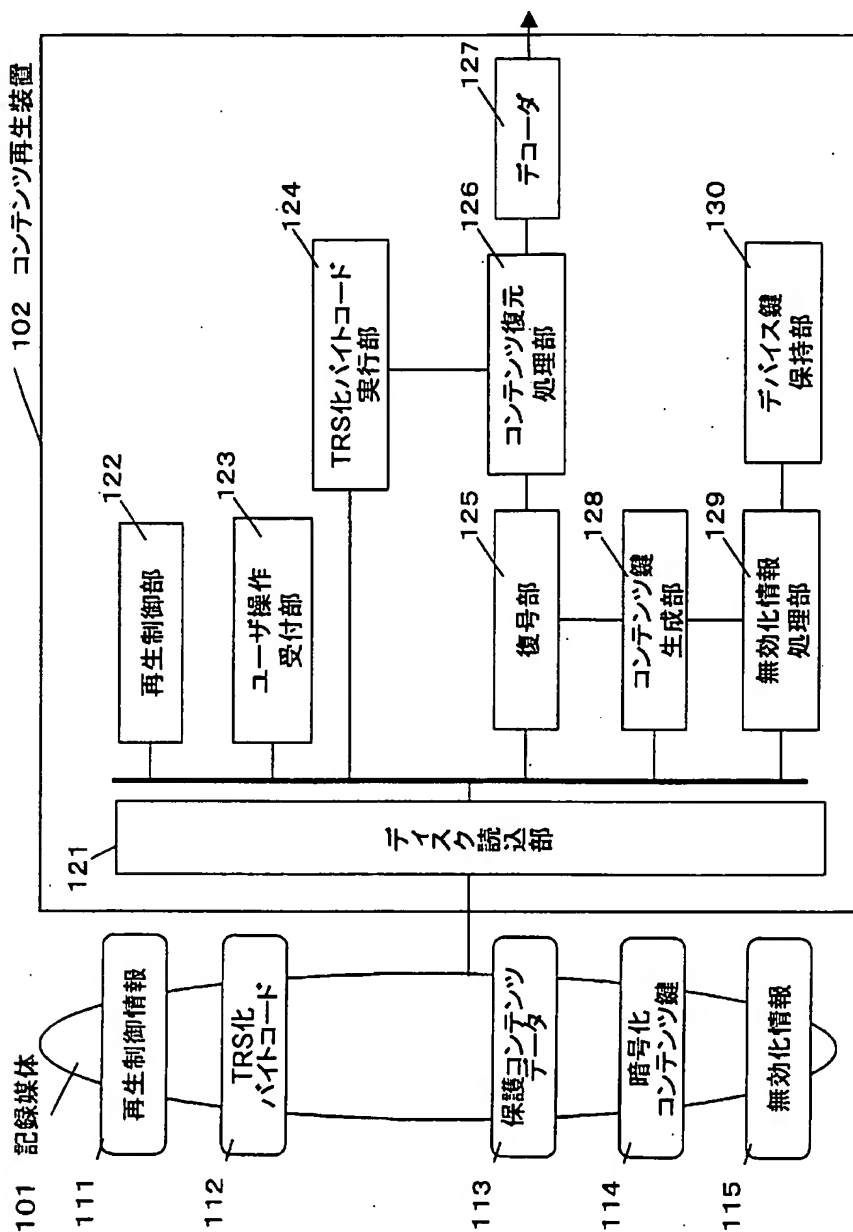 101 記録媒体
111
再生制御情報
112
TRS化
バイトコード
113
保護コンテンツ
データ
114
暗号化
コンテンツ鍵
115
無効化情報
102 コンテンツ再生装置
121
ディスク読込部
122
再生制御部
123
ユーザ操作
受付部
124
TRS化バイトコード
実行部
125
復号部
126
コンテンツ復元
処理部
127
デコーダ
128
コンテンツ鍵
生成部
129
無効化情報
処理部
130
デバイス鍵
保持部